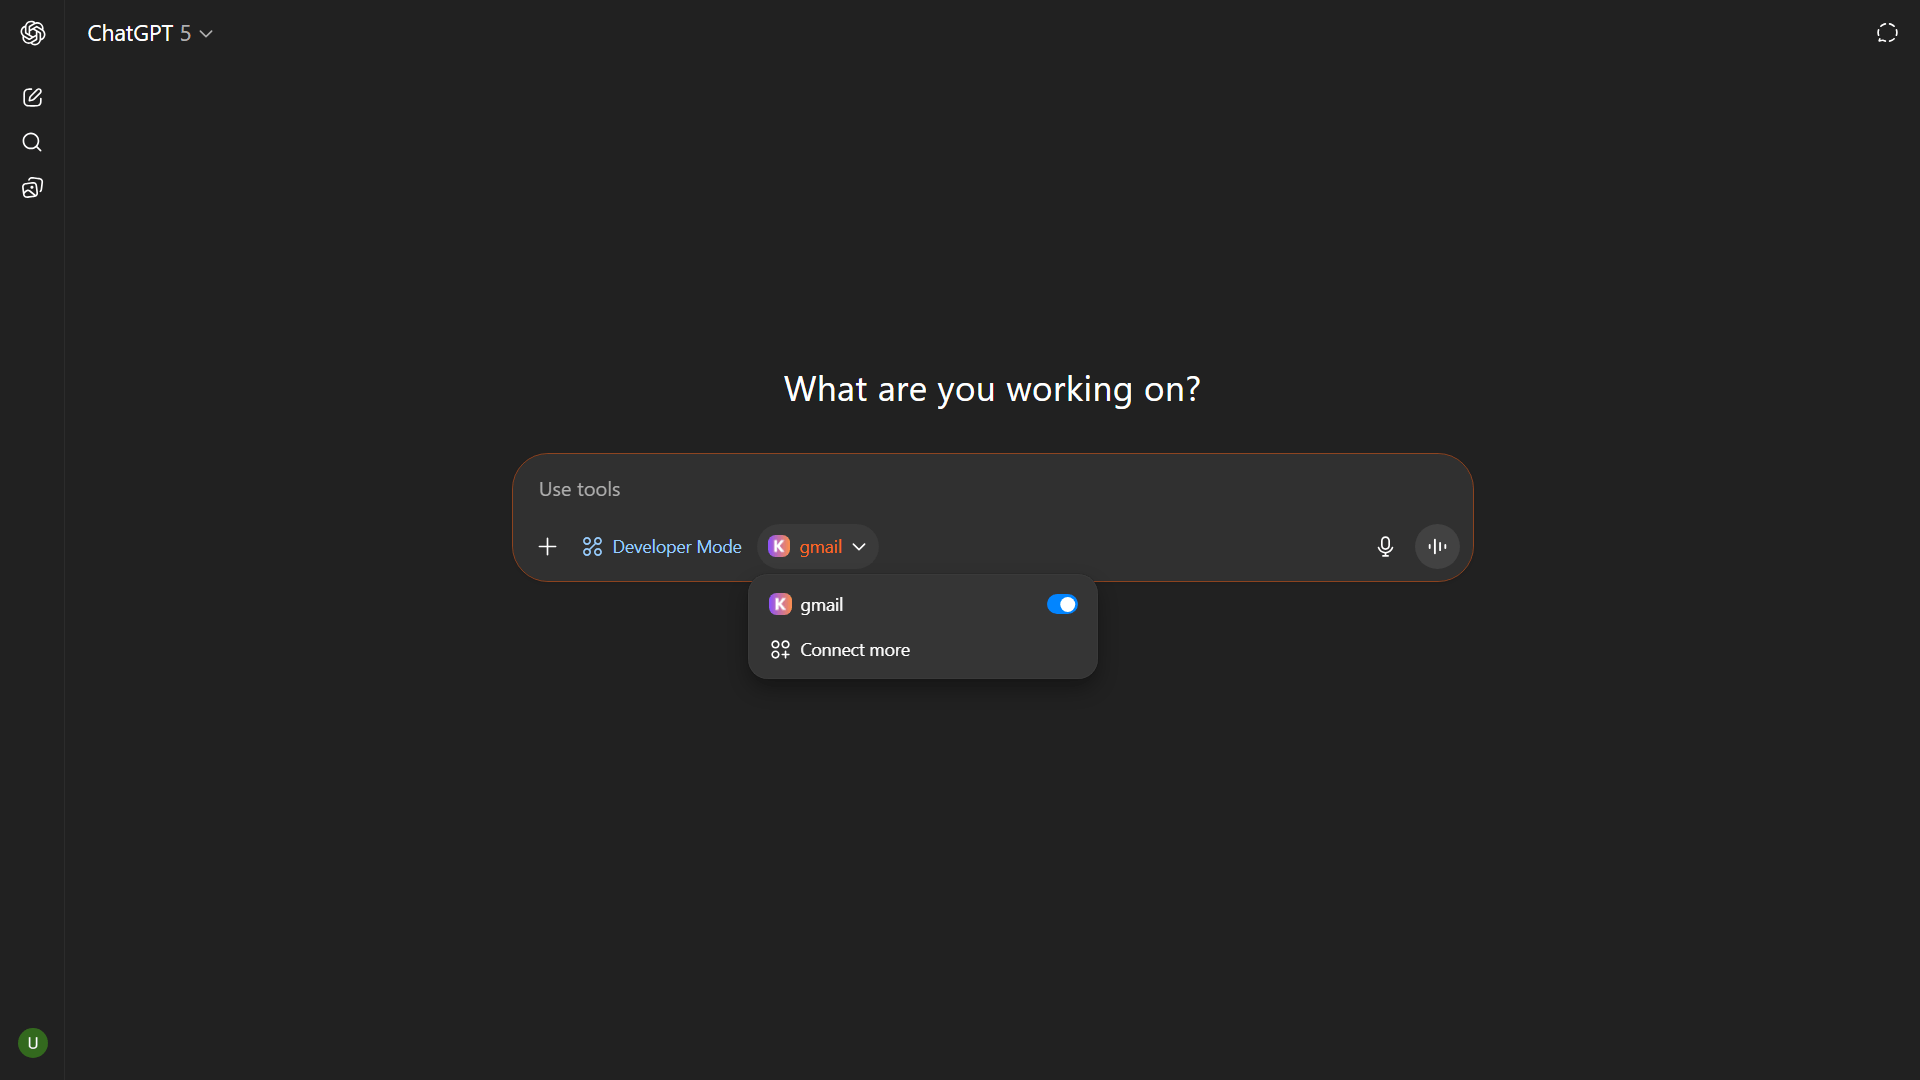 ChatGPT 5
What are you working on?
Use tools
Developer Mode
K gmail
K gmail
Connect more
U